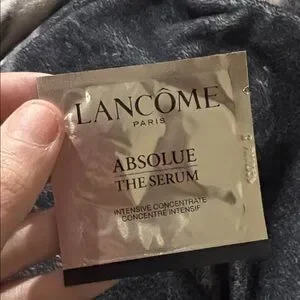 LANCÔME
PARIS
ABSOLUE
THE SERUM
INTENSIVE CONCENTRATE
CONCENTRÉ INTENSIF